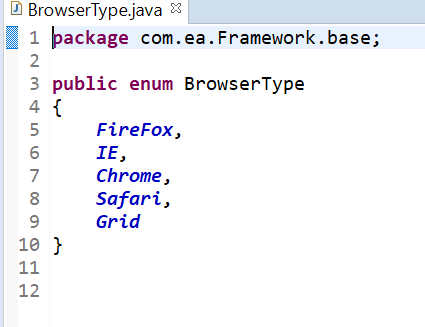 BrowserType.java
1 package com.ea.Framework.base;
2
3 public enum BrowserType
4 {
5 FireFox,
6 IE,
7 Chrome,
8 Safari,
9 Grid
10 }
11
12